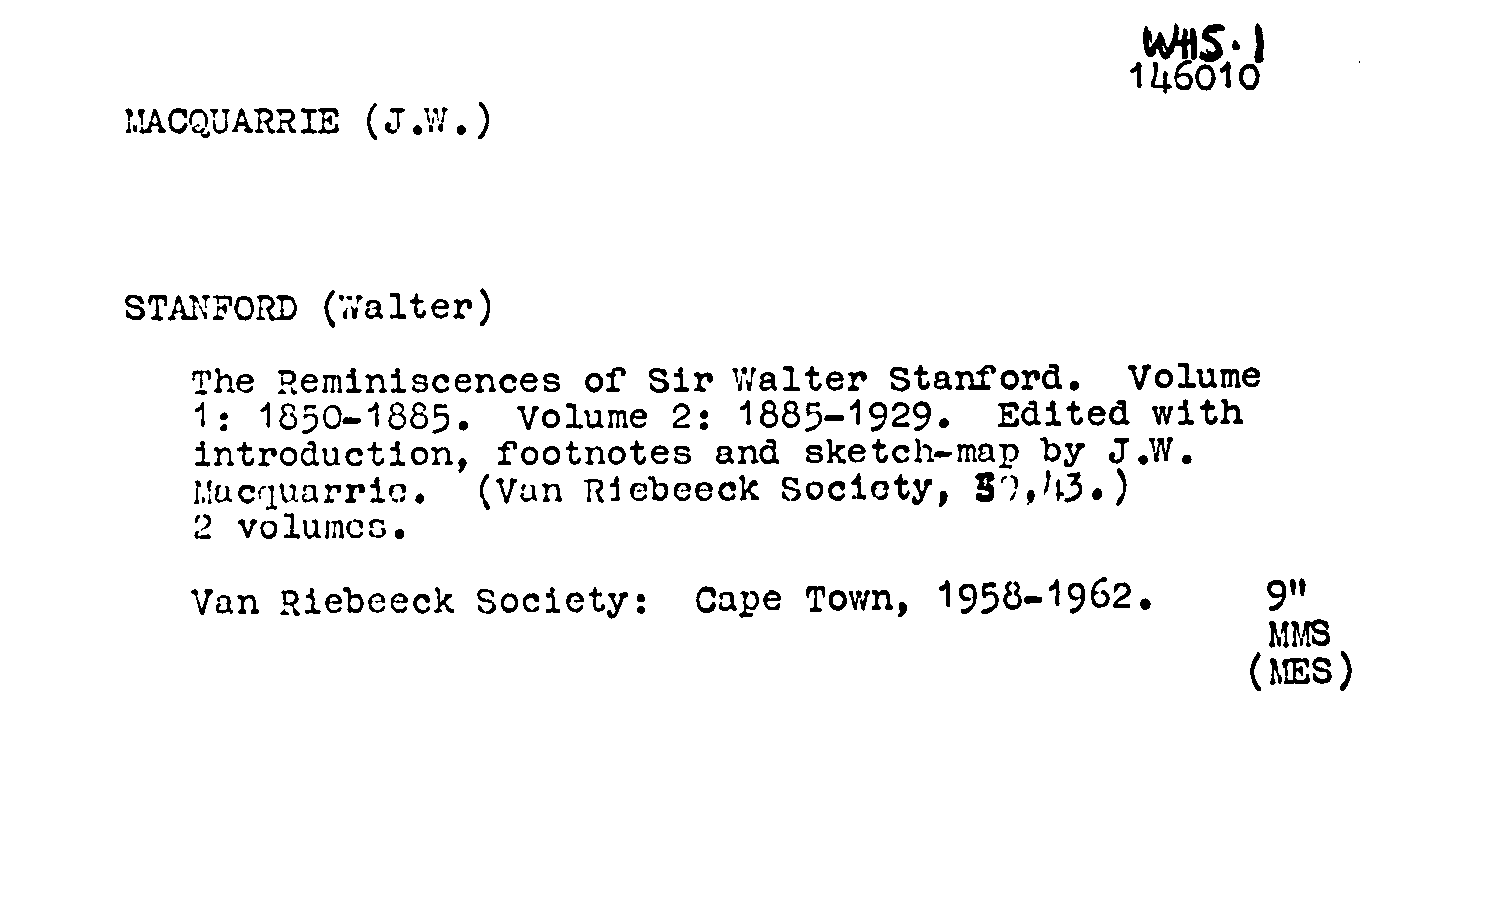 WHS.1
146010
MACQUARRIE (J.W.)
STANFORD (Walter)
The Reminiscences of Sir Walter Stanford. Volume
1: 1850-1885. Volume 2: 1885-1929. Edited with
introduction, footnotes and sketch-map by J.W.
Macquarrie. (Van Riebeeck Society, 39,43.)
2 volumes.
Van Riebeeck Society: Cape Town, 1958-1962. 9"
MMS
(MES)